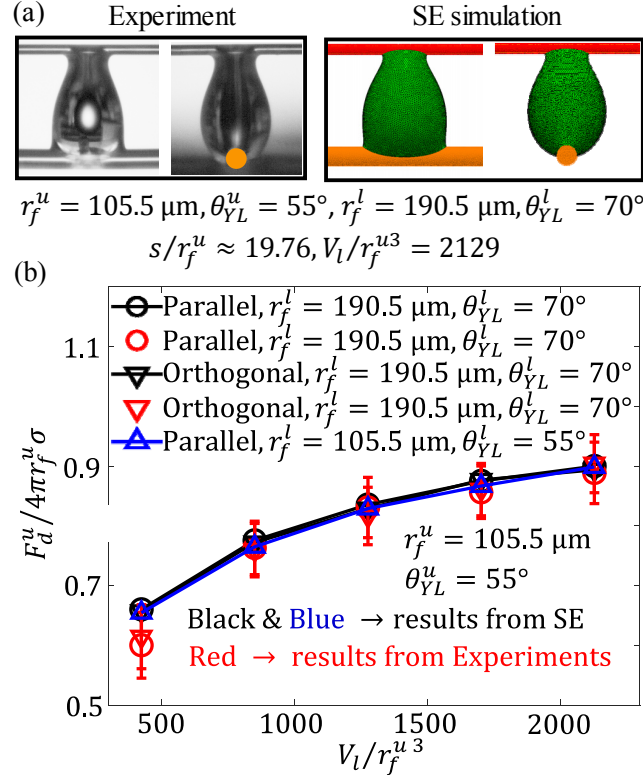 (a) Experiment SE simulation
r_f^u = 105.5 μm, θ_YL^u = 55°, r_f^l = 190.5 μm, θ_YL^l = 70°
s/r_f^u ≈ 19.76, V_l/r_f^u3 = 2129
(b)
Parallel, r_f^l = 190.5 μm, θ_YL^l = 70°
Parallel, r_f^l = 190.5 μm, θ_YL^l = 70°
Orthogonal, r_f^l = 190.5 μm, θ_YL^l = 70°
Orthogonal, r_f^l = 190.5 μm, θ_YL^l = 70°
Parallel, r_f^l = 105.5 μm, θ_YL^l = 55°
r_f^u = 105.5 μm
θ_YL^u = 55°
Black & Blue → results from SE
Red → results from Experiments
F_d^u/4πr_f^uσ
1.1
0.9
0.7
0.5
500 1000 1500 2000
V_l/r_f^u 3